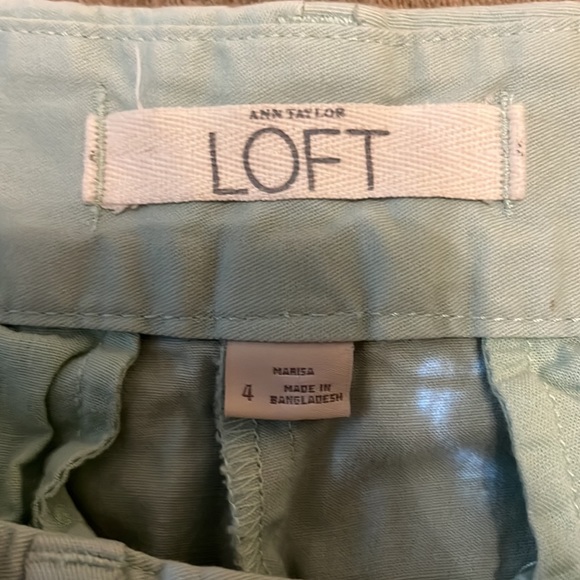 ANN TAYLOR
LOFT
MARISA
4
MADE IN
BANGLADESH